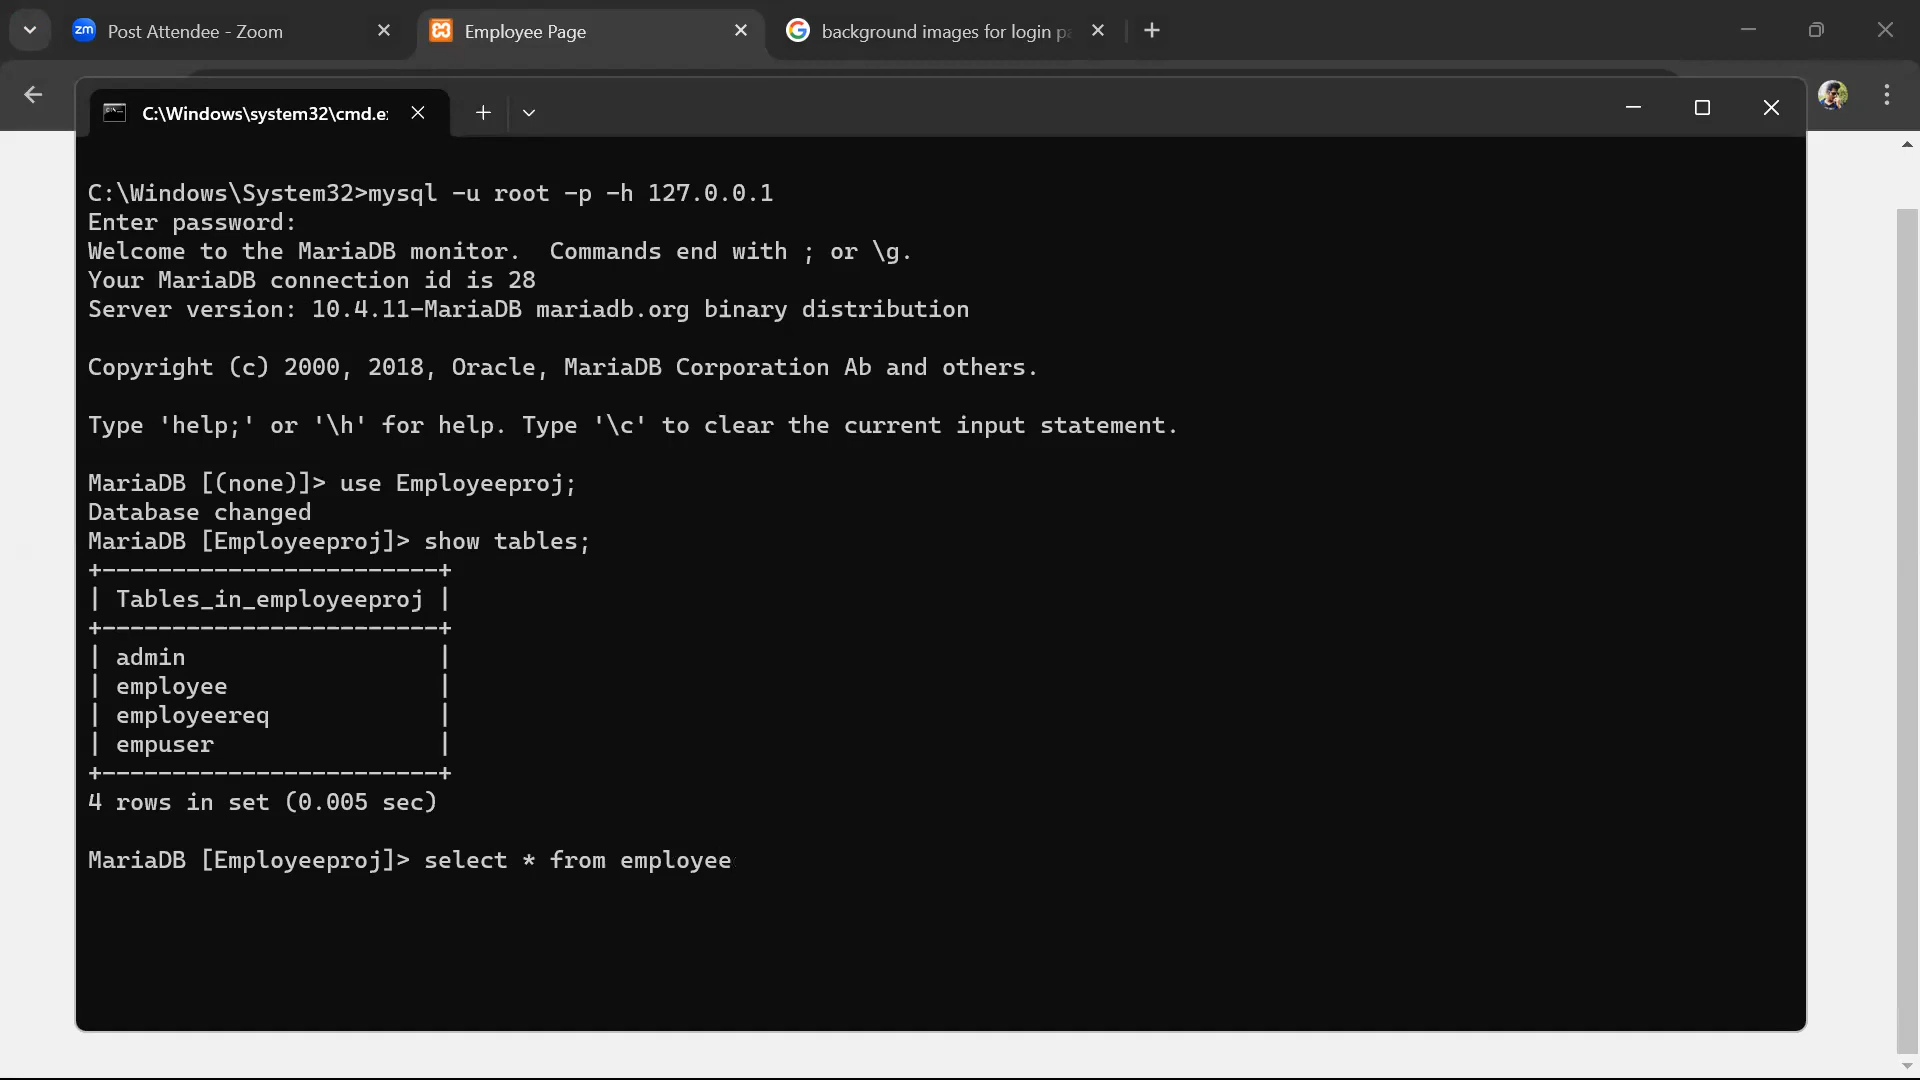 zm Post Attendee - Zoom
Employee Page
background images for login pa
C:\Windows\system32\cmd.e
C:\Windows\System32>mysql -u root -p -h 127.0.0.1
Enter password:
Welcome to the MariaDB monitor.  Commands end with ; or \g.
Your MariaDB connection id is 28
Server version: 10.4.11-MariaDB mariadb.org binary distribution
Copyright (c) 2000, 2018, Oracle, MariaDB Corporation Ab and others.
Type 'help;' or '\h' for help. Type '\c' to clear the current input statement.
MariaDB [(none)]> use Employeeproj;
Database changed
MariaDB [Employeeproj]> show tables;
+------------------------+
| Tables_in_employeeproj |
+------------------------+
| admin                  |
| employee               |
| employeereq            |
| empuser                |
+------------------------+
4 rows in set (0.005 sec)
MariaDB [Employeeproj]> select * from employee